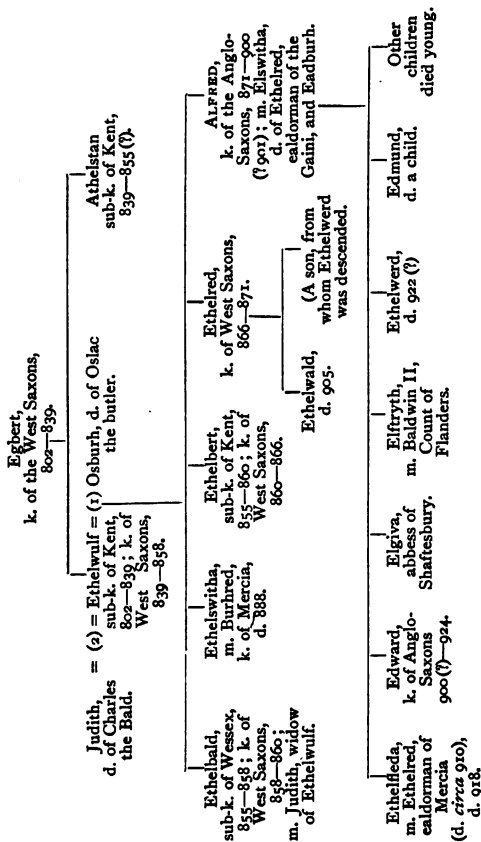 Egbert,
k. of the West Saxons,
802—839.
Judith,
d. of Charles
the Bald.
= (2) = Ethelwulf = (1) Osburh, d. of Oslac
sub-k. of Kent,
802—839; k. of
West Saxons,
839—858.
the butler.
Athelstan
sub-k. of Kent,
839—855 (?).
Ethelbald,
sub-k. of Wessex,
855—858; k. of
West Saxons,
858—860;
m. Judith, widow
of Ethelwulf.
Ethelswitha,
m. Burhred,
k. of Mercia,
d. 888.
Ethelbert,
sub-k. of Kent,
855—860; k. of
West Saxons,
860—866.
Ethelred,
k. of West Saxons,
866—871.
ALFRED,
k. of the Anglo-
Saxons, 871—900
(? 901); m. Elswitha,
d. of Ethelred,
ealdorman of the
Gaini, and Eadburh.
Ethelwald,
d. 905.
(A son, from
whom Ethelwerd
was descended.
Ethelfleda,
m. Ethelred,
ealdorman of
Mercia
(d. circa 910),
d. 918.
Edward,
k. of Anglo-
Saxons
900 (?)—924.
Elgiva,
abbess of
Shaftesbury.
Elftryth,
m. Baldwin II,
Count of
Flanders.
Ethelwerd,
d. 922 (?)
Edmund,
d. a child.
Other
children
died young.